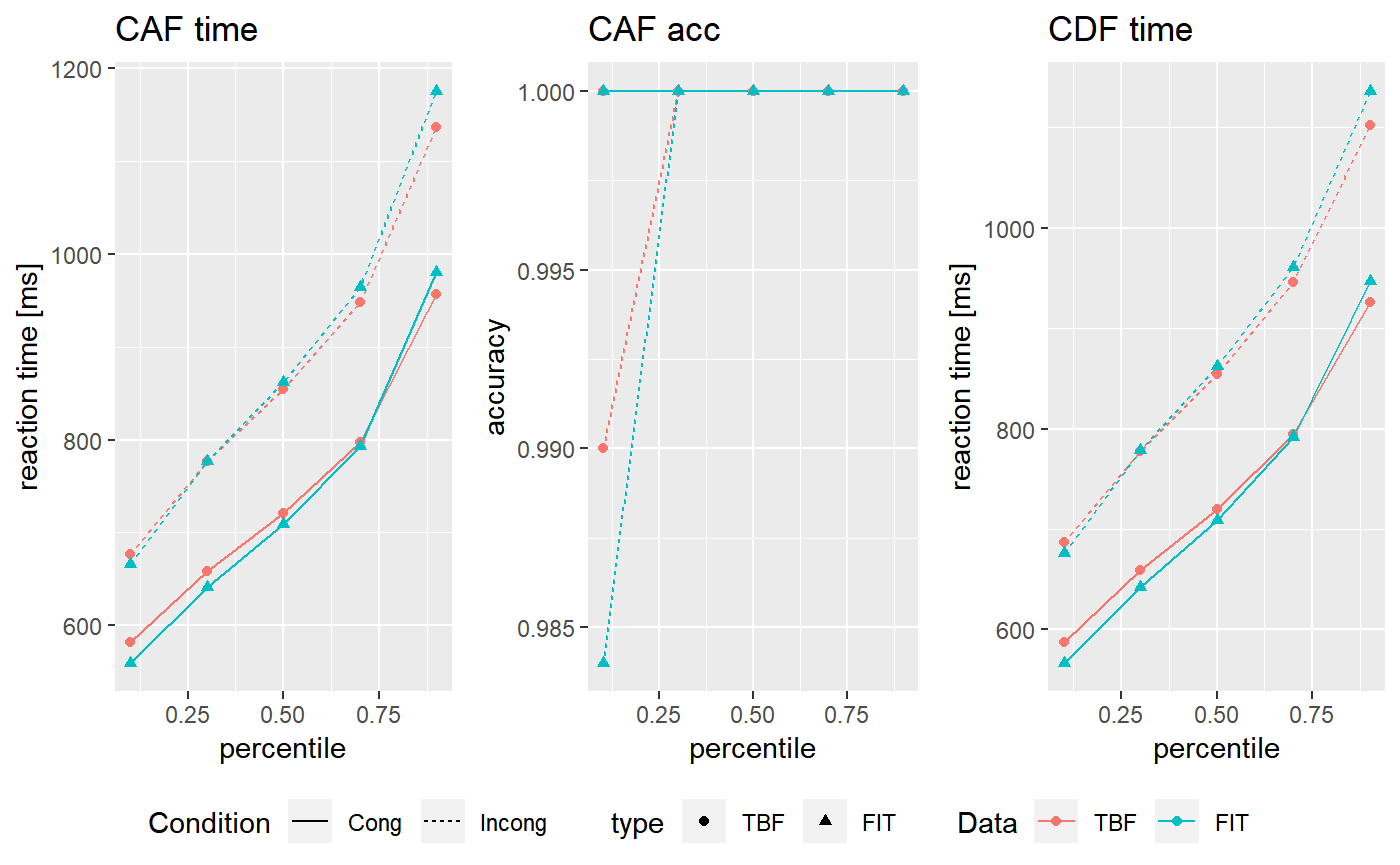 CAF time
CAF acc
CDF time
reaction time [ms]
1200
1000
800
600
0.25 0.50 0.75
percentile
accuracy
1.000
0.995
0.990
0.985
0.25 0.50 0.75
percentile
reaction time [ms]
1000
800
600
0.25 0.50 0.75
percentile
Condition Cong Incong type TBF FIT Data TBF FIT